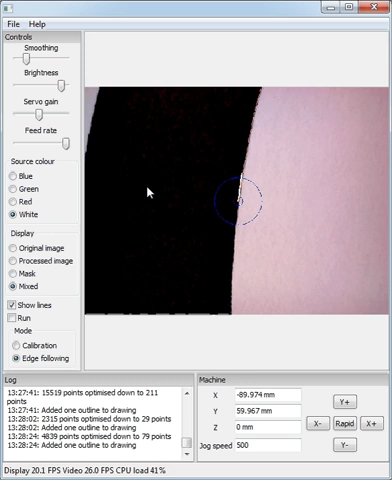 File Help
Controls
Smoothing
Brightness
Servo gain
Feed rate
Source colour
Blue
Green
Red
White
Display
Original image
Processed image
Mask
Mixed
Show lines
Run
Mode
Calibration
Edge following
Log
13:27:41: 15519 points optimised down to 211
points
13:27:41: Added one outline to drawing
13:28:02: 2315 points optimised down to 29 points
13:28:02: Added one outline to drawing
13:28:24: 4839 points optimised down to 79 points
13:28:24: Added one outline to drawing
Machine
X -89.974 mm
Y 59.967 mm
Z 0 mm
Jog speed 500
Y+
X- Rapid X+
Y-
Display 20.1 FPS Video 26.0 FPS CPU load 41%